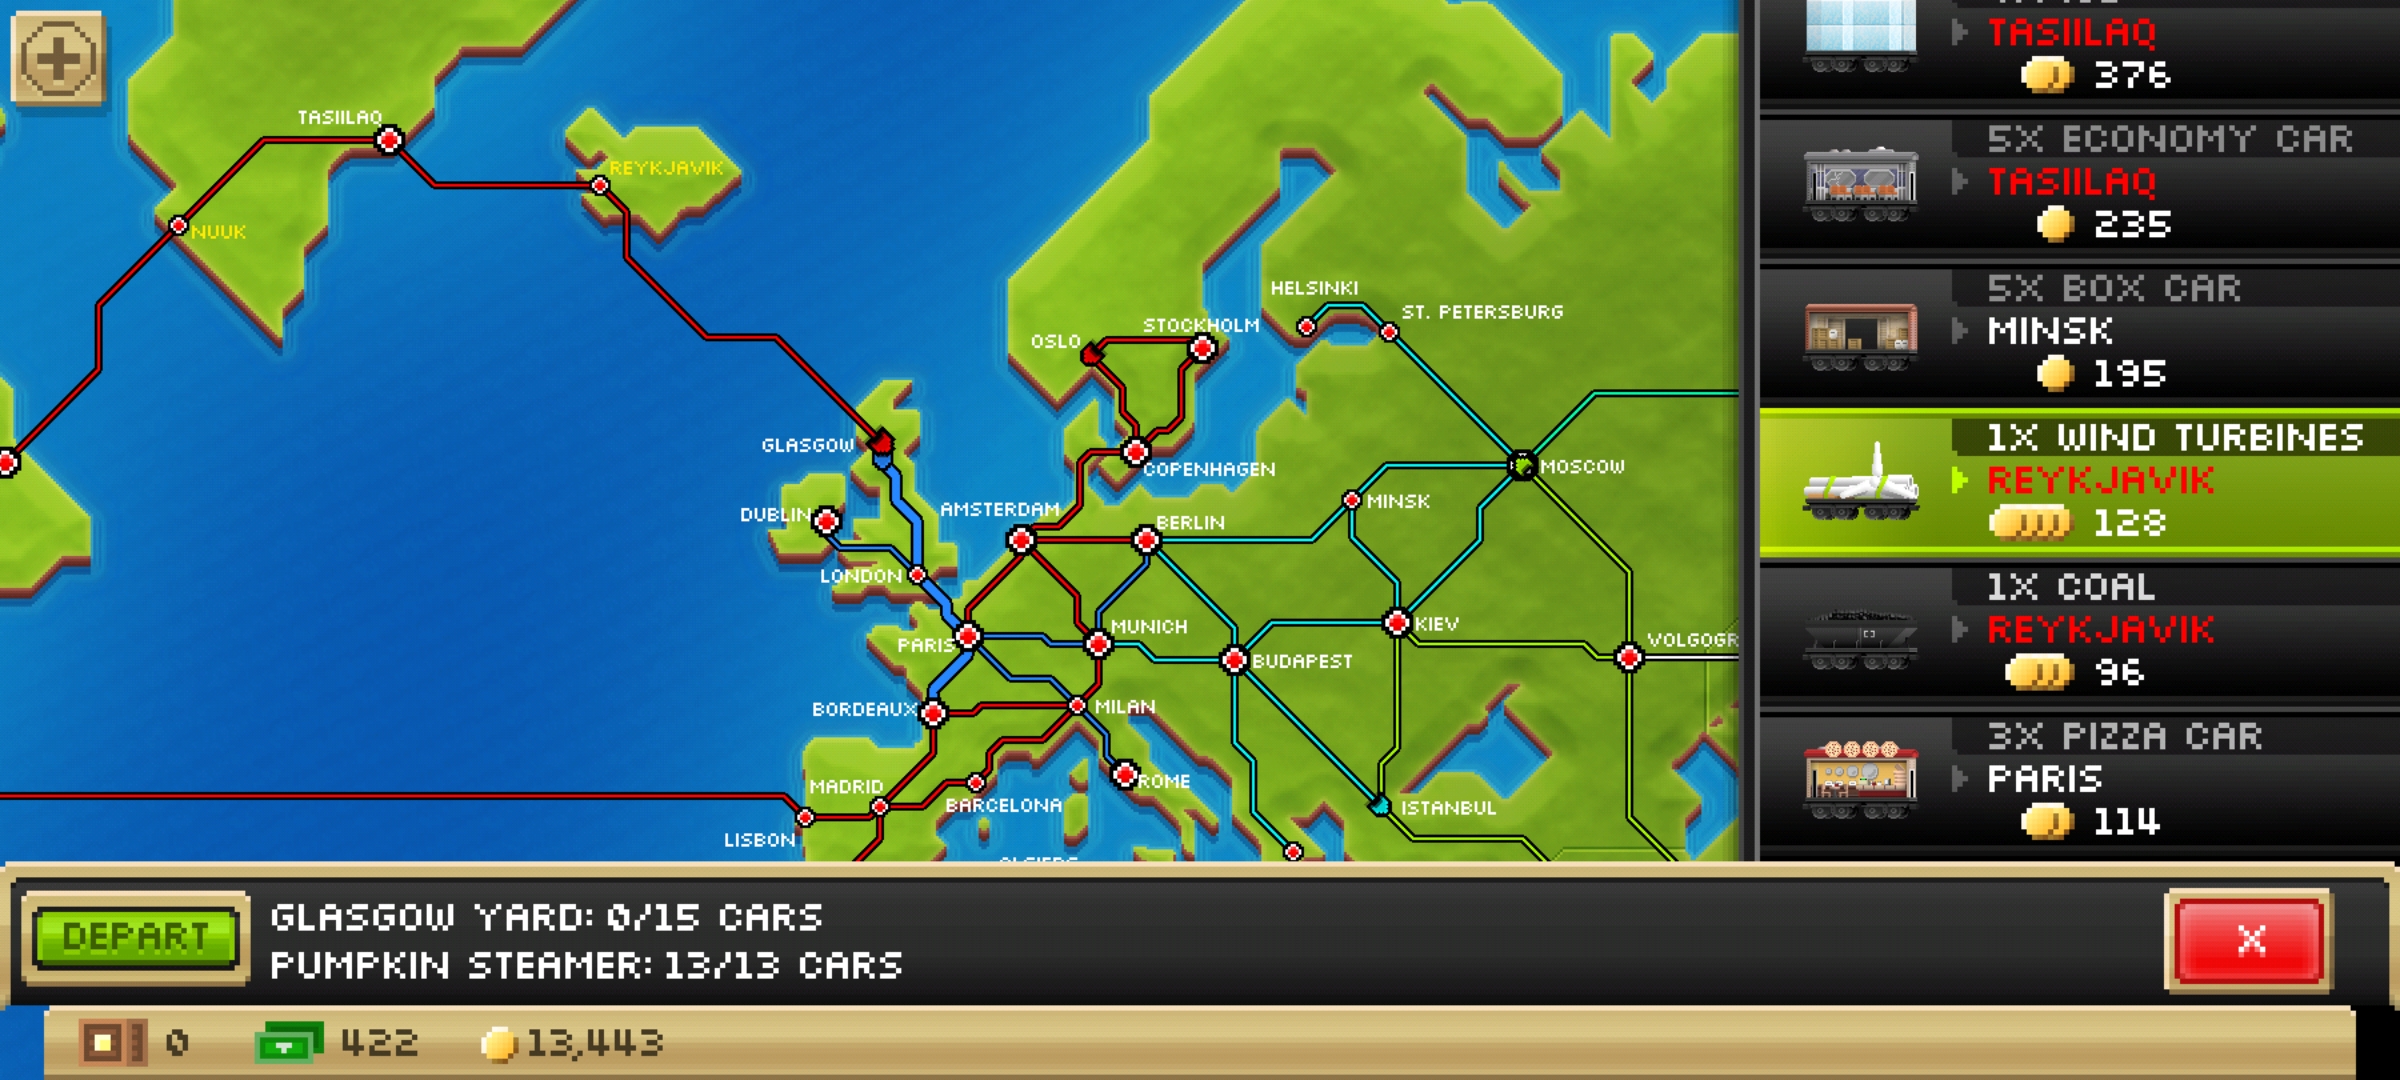 TASIILAQ
REYKJAVIK
NUUK
HELSINKI
ST. PETERSBURG
STOCKHOLM
OSLO
GLASGOW
COPENHAGEN
MOSCOW
MINSK
DUBLIN
AMSTERDAM
BERLIN
LONDON
PARIS
MUNICH
KIEV
VOLGOGR
BUDAPEST
BORDEAUX
MILAN
MADRID
ROME
BARCELONA
ISTANBUL
LISBON
TASIILAQ
376
5X ECONOMY CAR
TASIILAQ
235
5X BOX CAR
MINSK
195
1X WIND TURBINES
REYKJAVIK
128
1X COAL
REYKJAVIK
96
3X PIZZA CAR
PARIS
114
DEPART
GLASGOW YARD: 0/15 CARS
PUMPKIN STEAMER: 13/13 CARS
X
0
422
13,443